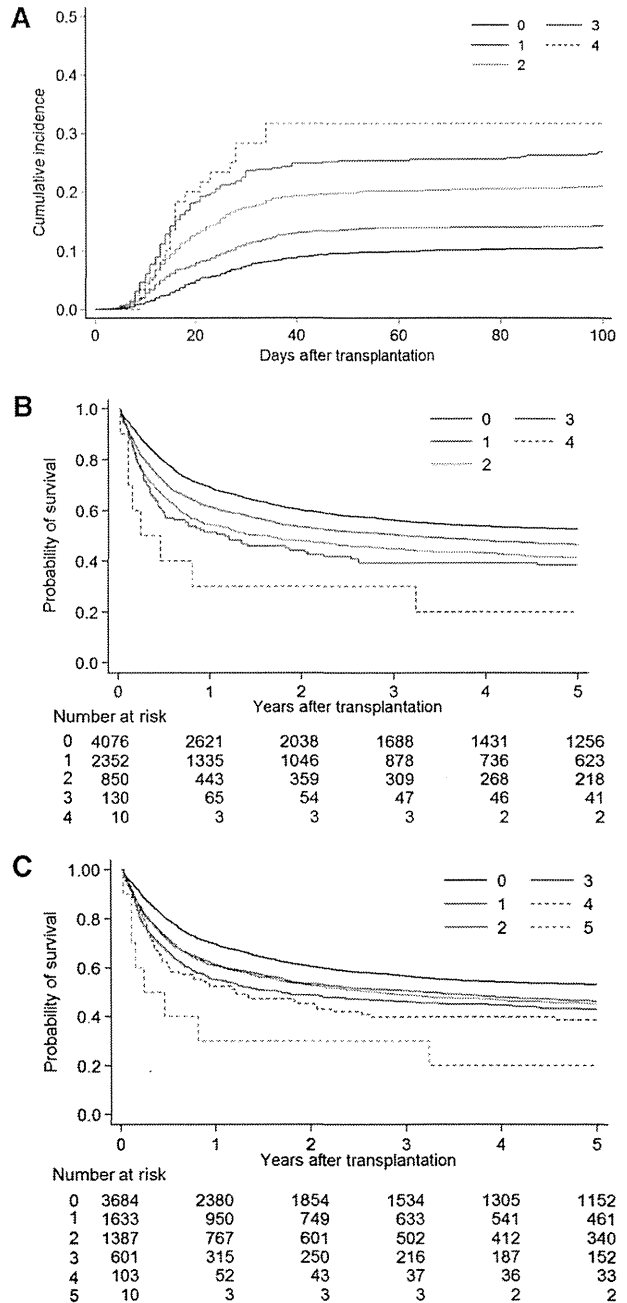 A
0.5
0.4
0.3
0.2
0.1
0.0
Cumulative incidence
0 3
1 4
2
0 20 40 60 80 100
Days after transplantation
B
1.0
0.8
0.6
0.4
0.2
0.0
Probability of survival
0 3
1 4
2
0 1 2 3 4 5
Years after transplantation
Number at risk
0 4076 2621 2038 1688 1431 1256
1 2352 1335 1046 878 736 623
2 850 443 359 309 268 218
3 130 65 54 47 46 41
4 10 3 3 3 2 2
C
1.00
0.80
0.6
0.4
0.2
0.0
Probability of survival
0 3
1 4
2 5
0 1 2 3 4 5
Years after transplantation
Number at risk
0 3684 2380 1854 1534 1305 1152
1 1633 950 749 633 541 461
2 1387 767 601 502 412 340
3 601 315 250 216 187 152
4 103 52 43 37 36 33
5 10 3 3 3 2 2